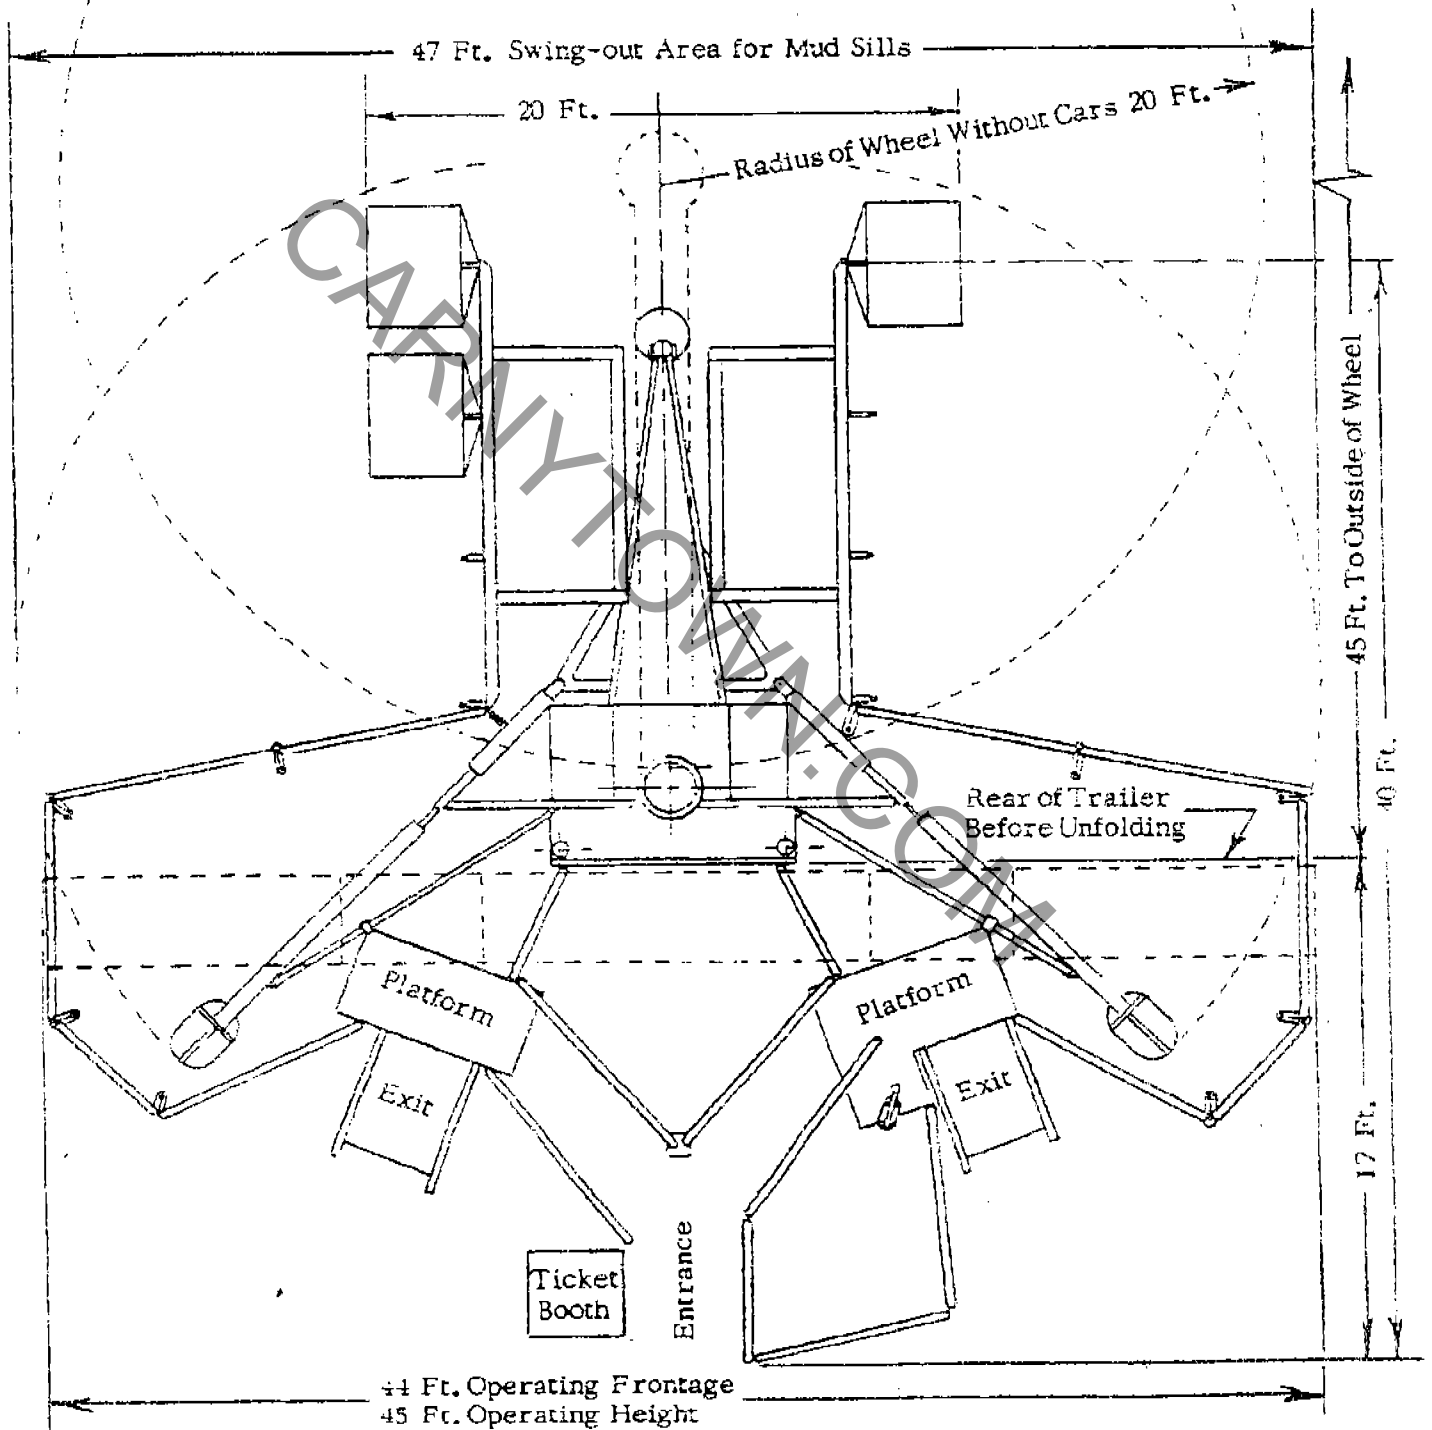 47 Ft. Swing-out Area for Mud Sills
20 Ft.
Radius of Wheel Without Cars 20 Ft.
45 Ft. To Outside of Wheel
40 Ft.
Rear of Trailer
Before Unfolding
Platform
Platform
Exit
Exit
17 Ft.
Entrance
Ticket
Booth
44 Ft. Operating Frontage
45 Ft. Operating Height
CARNYTOWN.COM